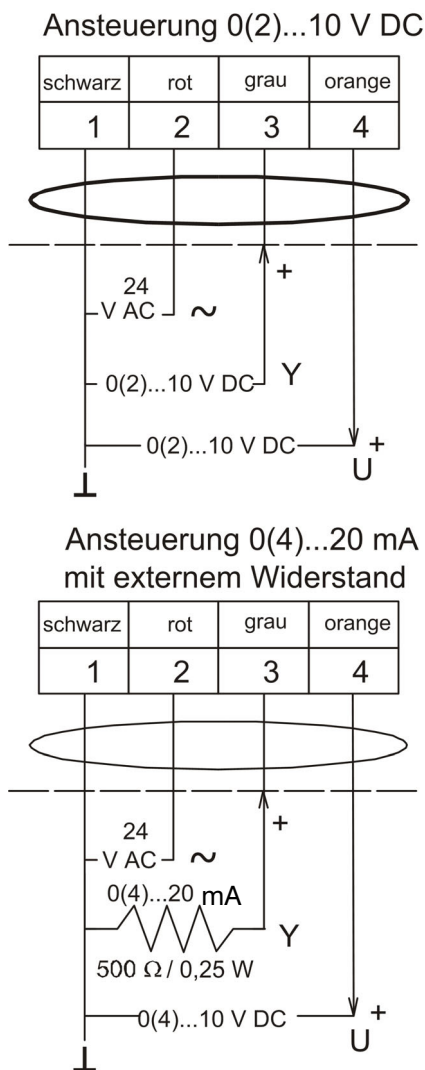 Ansteuerung 0(2)...10 V DC
schwarz rot grau orange
1 2 3 4
+
24
V AC ~
0(2)...10 V DC Y
0(2)...10 V DC +
U
Ansteuerung 0(4)...20 mA
mit externem Widerstand
schwarz rot grau orange
1 2 3 4
+
24
V AC ~
0(4)...20 mA
Y
500 Ω / 0,25 W
0(4)...10 V DC +
U